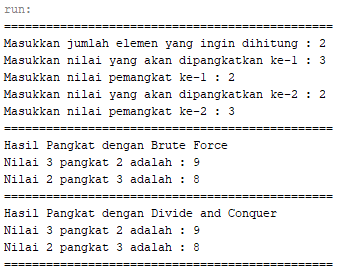 run:
===============================================
Masukkan jumlah elemen yang ingin dihitung : 2
Masukkan nilai yang akan dipangkatkan ke-1 : 3
Masukkan nilai pemangkat ke-1 : 2
Masukkan nilai yang akan dipangkatkan ke-2 : 2
Masukkan nilai pemangkat ke-2 : 3
===============================================
Hasil Pangkat dengan Brute Force
Nilai 3 pangkat 2 adalah : 9
Nilai 2 pangkat 3 adalah : 8
===============================================
Hasil Pangkat dengan Divide and Conquer
Nilai 3 pangkat 2 adalah : 9
Nilai 2 pangkat 3 adalah : 8
===============================================